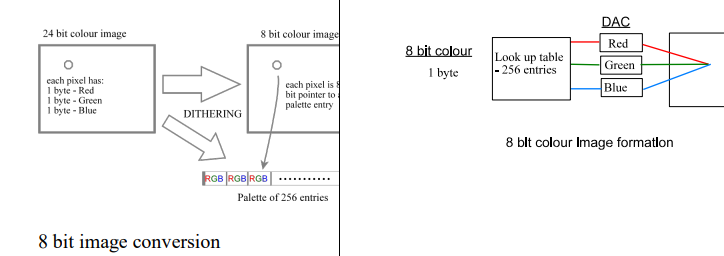 24 bit colour image
8 bit colour image
each pixel has:
1 byte - Red
1 byte - Green
1 byte - Blue
each pixel is 8
bit pointer to a
palette entry
DITHERING
RGB RGB RGB ...........
Palette of 256 entries
8 bit image conversion
DAC
8 bit colour
1 byte
Look up table
- 256 entries
Red
Green
Blue
8 bit colour image formation